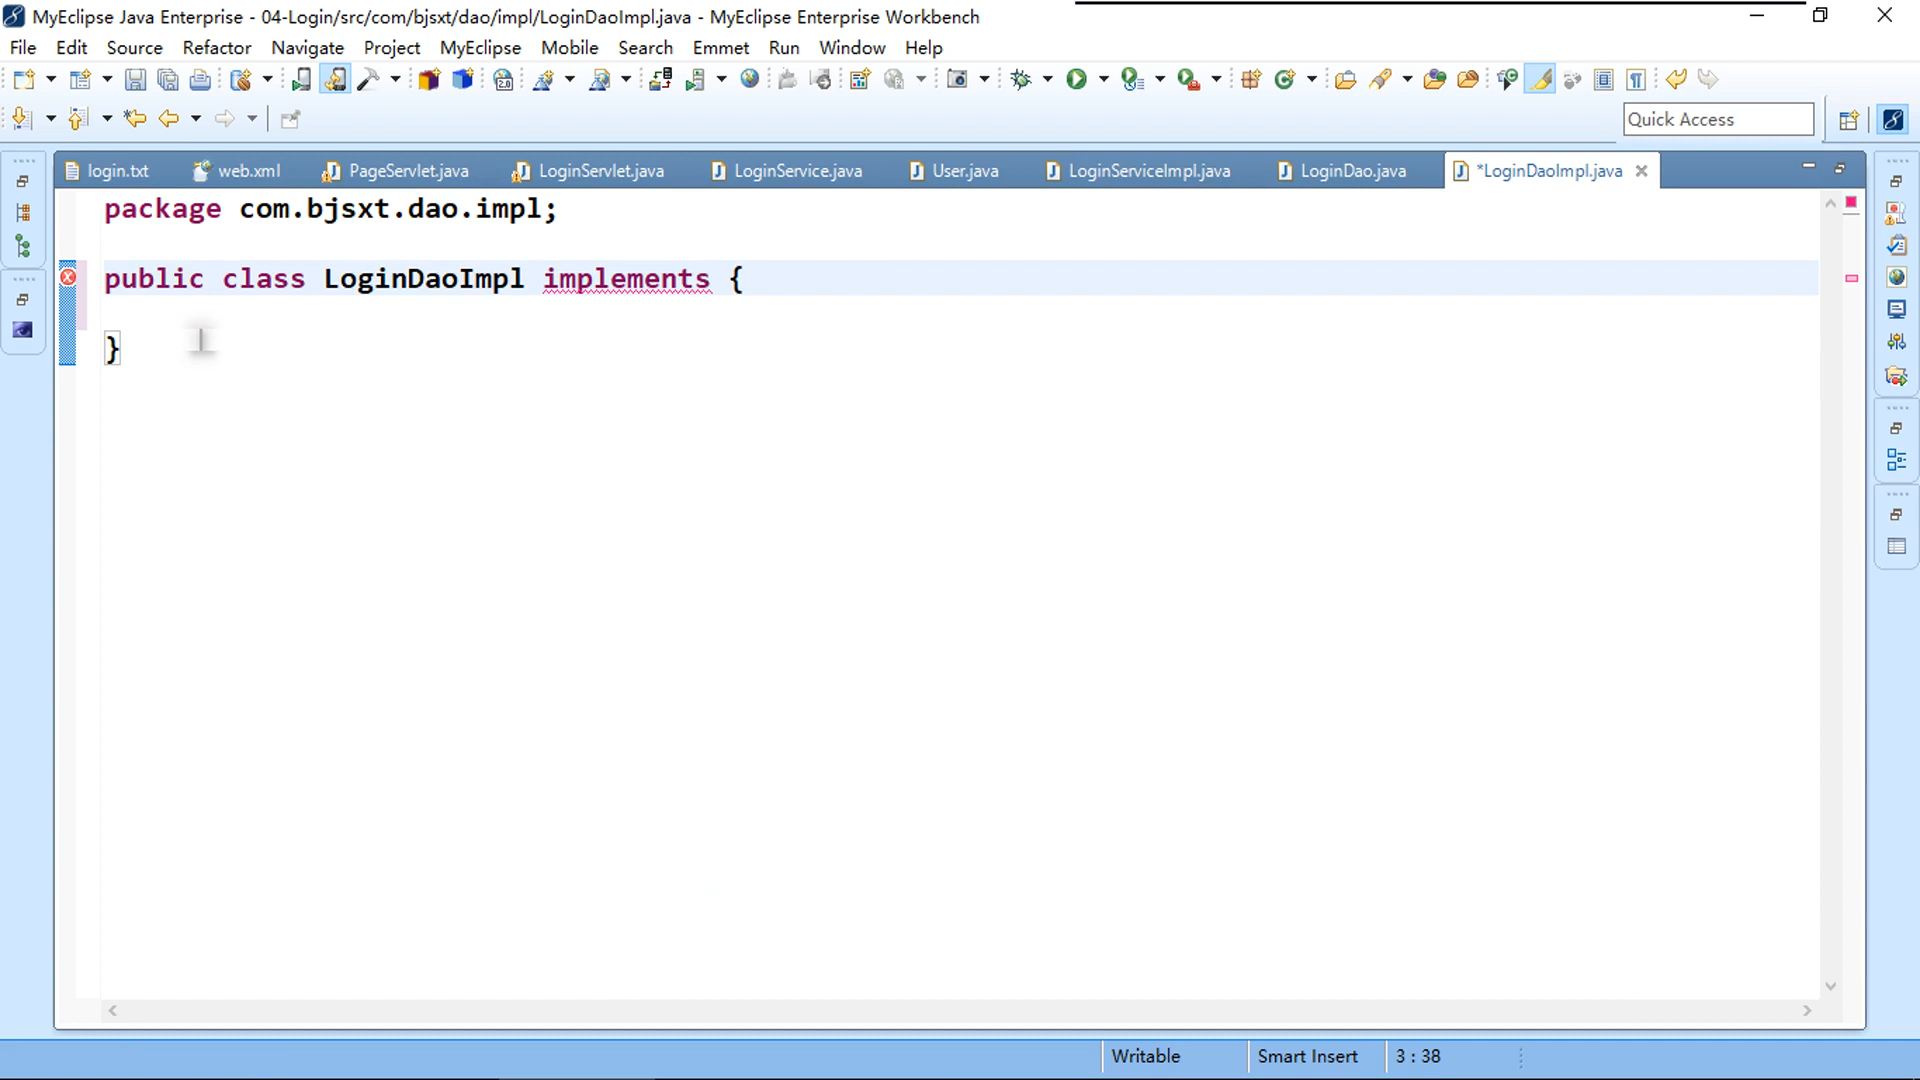 MyEclipse Java Enterprise - 04-Login/src/com/bjsxt/dao/impl/LoginDaoImpl.java - MyEclipse Enterprise Workbench
File Edit Source Refactor Navigate Project MyEclipse Mobile Search Emmet Run Window Help
Quick Access
login.txt web.xml PageServlet.java LoginServlet.java LoginService.java User.java LoginServiceImpl.java LoginDao.java *LoginDaoImpl.java
package com.bjsxt.dao.impl;
public class LoginDaoImpl implements {
}
Writable Smart Insert 3 : 38